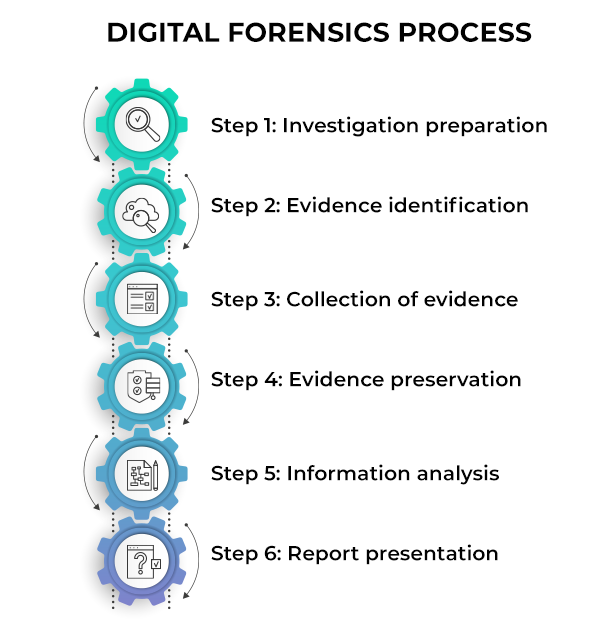 DIGITAL FORENSICS PROCESS
Step 1: Investigation preparation
Step 2: Evidence identification
Step 3: Collection of evidence
Step 4: Evidence preservation
Step 5: Information analysis
Step 6: Report presentation